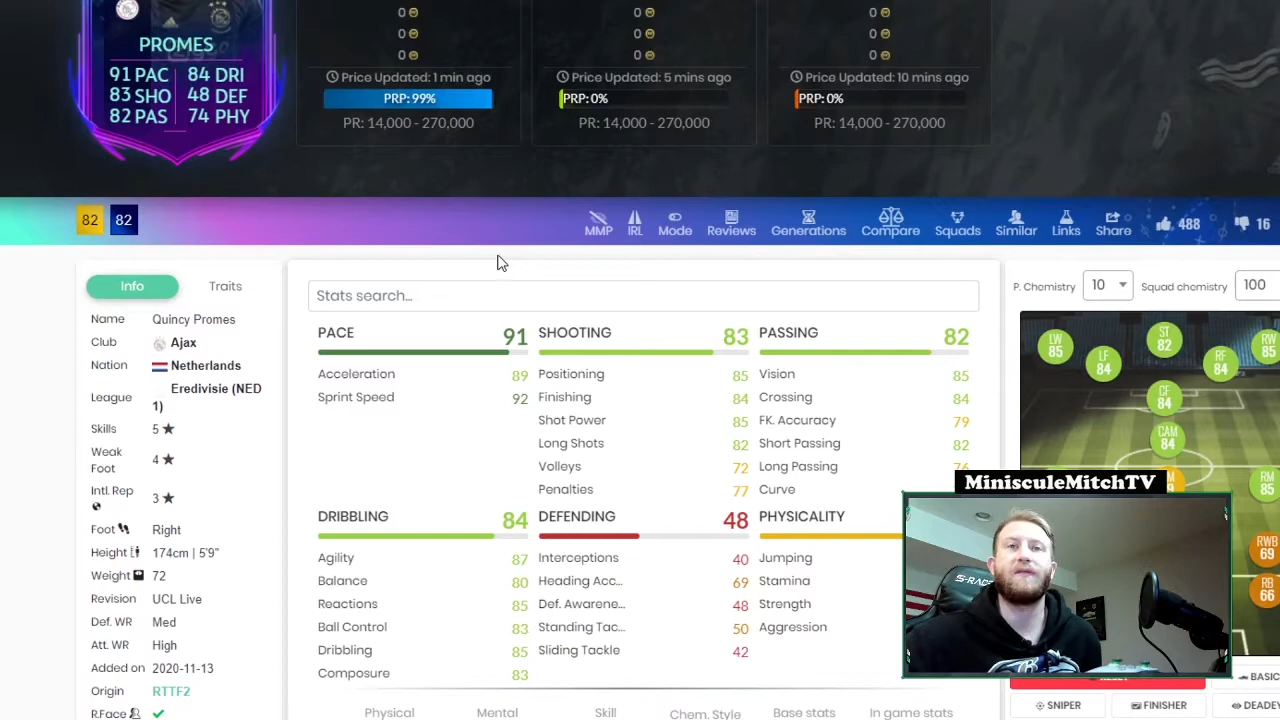 PROMES
91 PAC 84 DRI
83 SHO 48 DEF
82 PAS 74 PHY
0 0 0
0 0 0
0 0 0
Price Updated: 1 min ago Price Updated: 5 mins ago Price Updated: 10 mins ago
PRP: 99% PRP: 0% PRP: 0%
PR: 14,000 - 270,000 PR: 14,000 - 270,000 PR: 14,000 - 270,000
82 82 MMP IRL Mode Reviews Generations Compare Squads Similar Links Share 488 16
Info Traits
Name Quincy Promes
Club Ajax
Nation Netherlands
League Eredivisie (NED 1)
Skills 5
Weak Foot 4
Intl. Rep 3
Foot Right
Height 174cm | 5'9"
Weight 72
Revision UCL Live
Def. WR Med
Att. WR High
Added on 2020-11-13
Origin RTTF2
R.Face
Stats search...
PACE 91
Acceleration 89
Sprint Speed 92
SHOOTING 83
Positioning 85
Finishing 84
Shot Power 85
Long Shots 82
Volleys 72
Penalties 77
PASSING 82
Vision 85
Crossing 84
FK. Accuracy 79
Short Passing 82
Long Passing 76
Curve
DRIBBLING 84
Agility 87
Balance 80
Reactions 85
Ball Control 83
Dribbling 85
Composure 83
DEFENDING 48
Interceptions 40
Heading Acc... 69
Def. Awarene... 48
Standing Tac... 50
Sliding Tackle 42
PHYSICALITY
Jumping
Stamina
Strength
Aggression
Physical Mental Skill Chem. Style Base stats In game stats
P. Chemistry 10 Squad chemistry 100
LW 85
ST 82
RW 85
LF 84
RF 84
CF 84
CAM 84
RM 85
RWB 69
RB 66
MinisculeMitchTV
BASIC
SNIPER FINISHER DEADEY